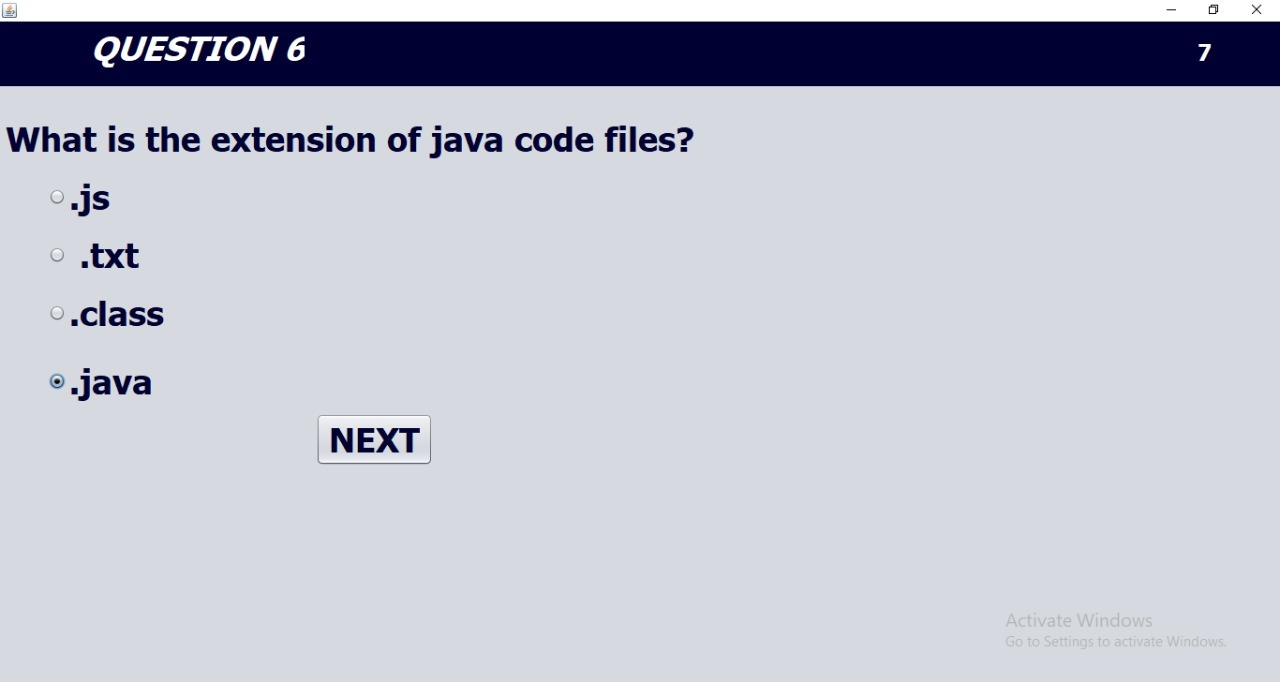 QUESTION 6
7
What is the extension of java code files?
.js
.txt
.class
.java
NEXT
Activate Windows
Go to Settings to activate Windows.